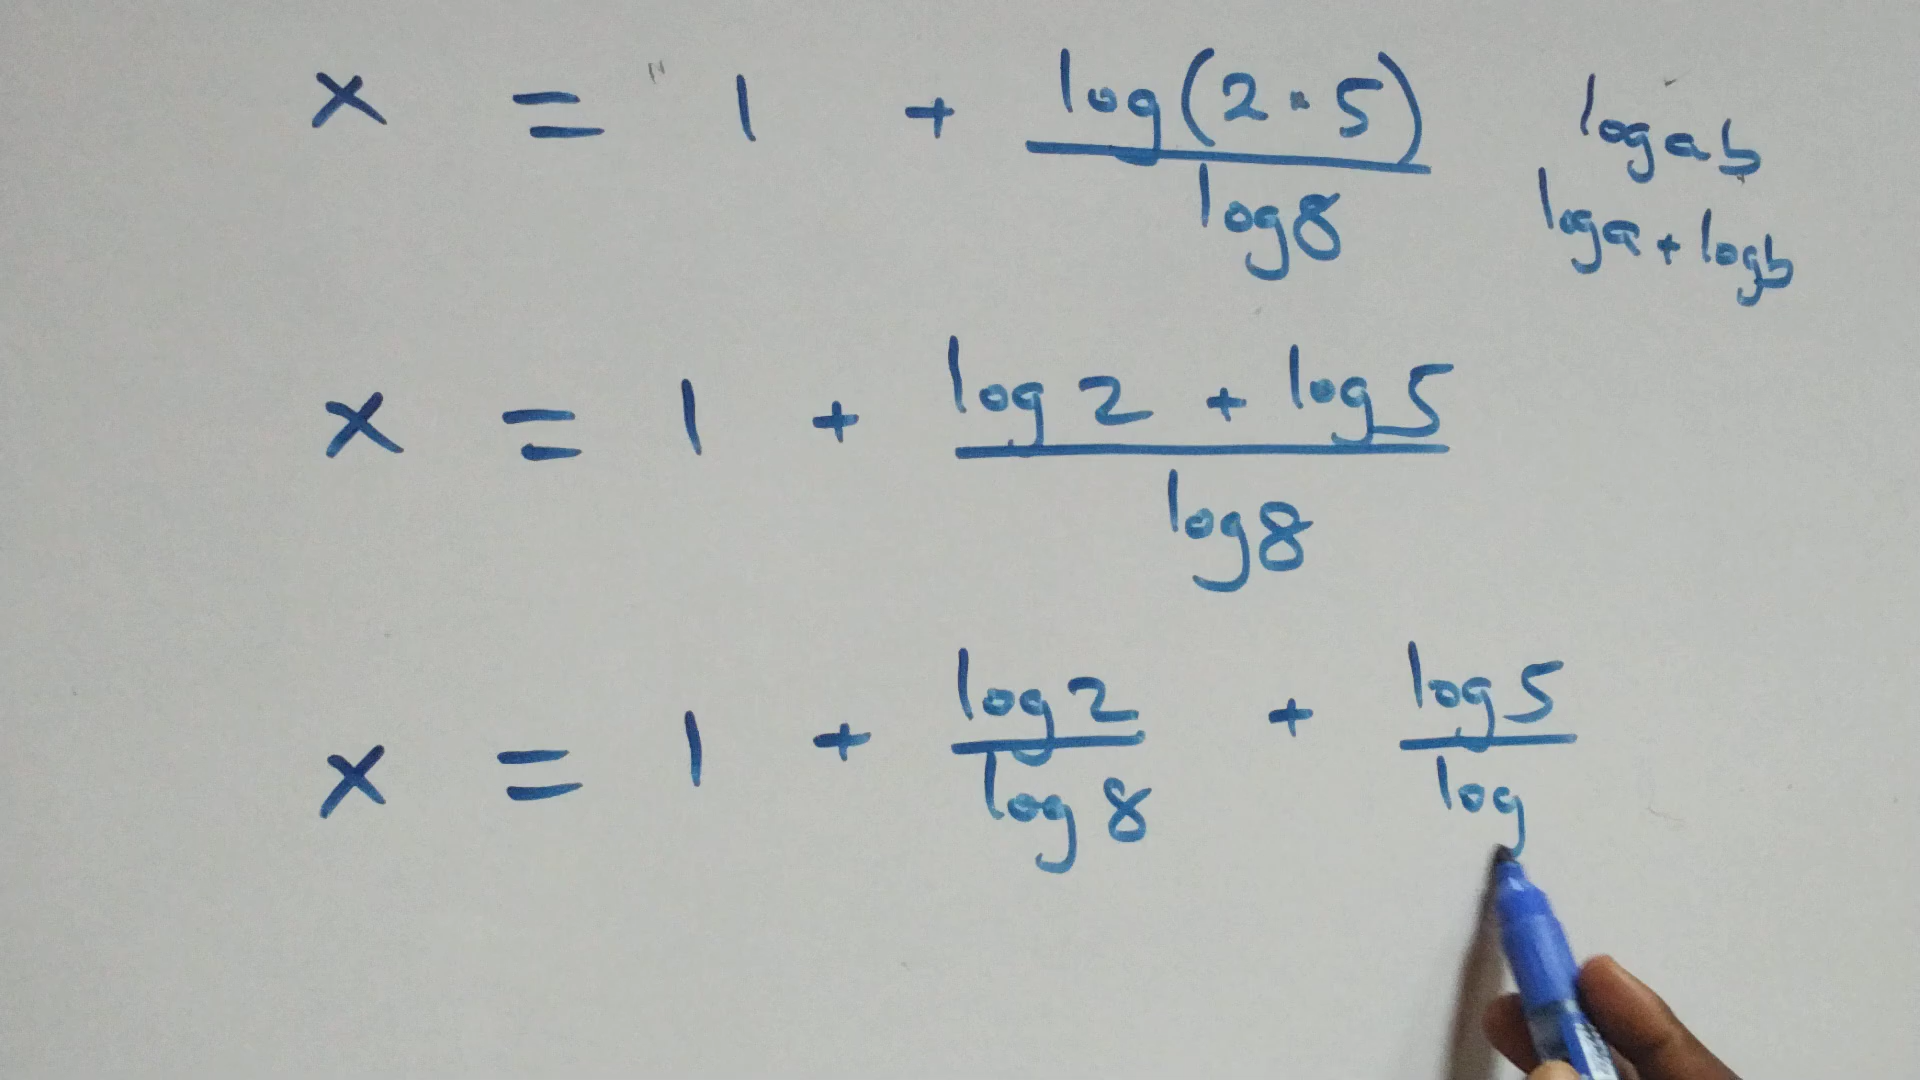 x = 1 + log(2·5)/log8
log ab
log a + log b
x = 1 + (log 2 + log 5)/log8
x = 1 + log 2/log 8 + log 5/log